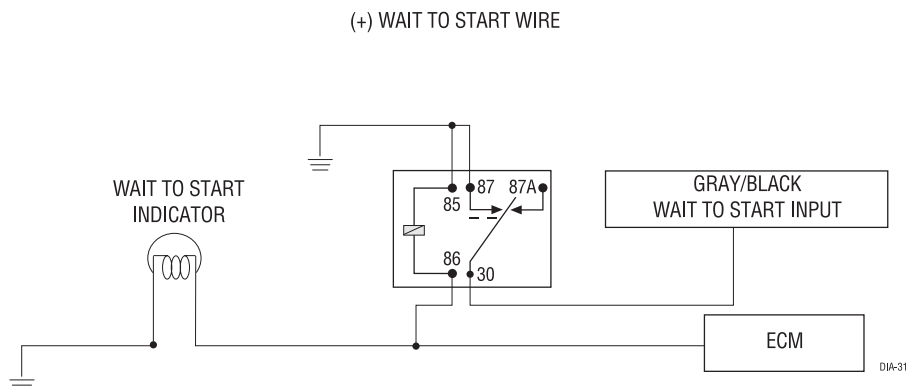 (+) WAIT TO START WIRE
WAIT TO START
INDICATOR
85
87
87A
86
30
GRAY/BLACK
WAIT TO START INPUT
ECM
DIA-31